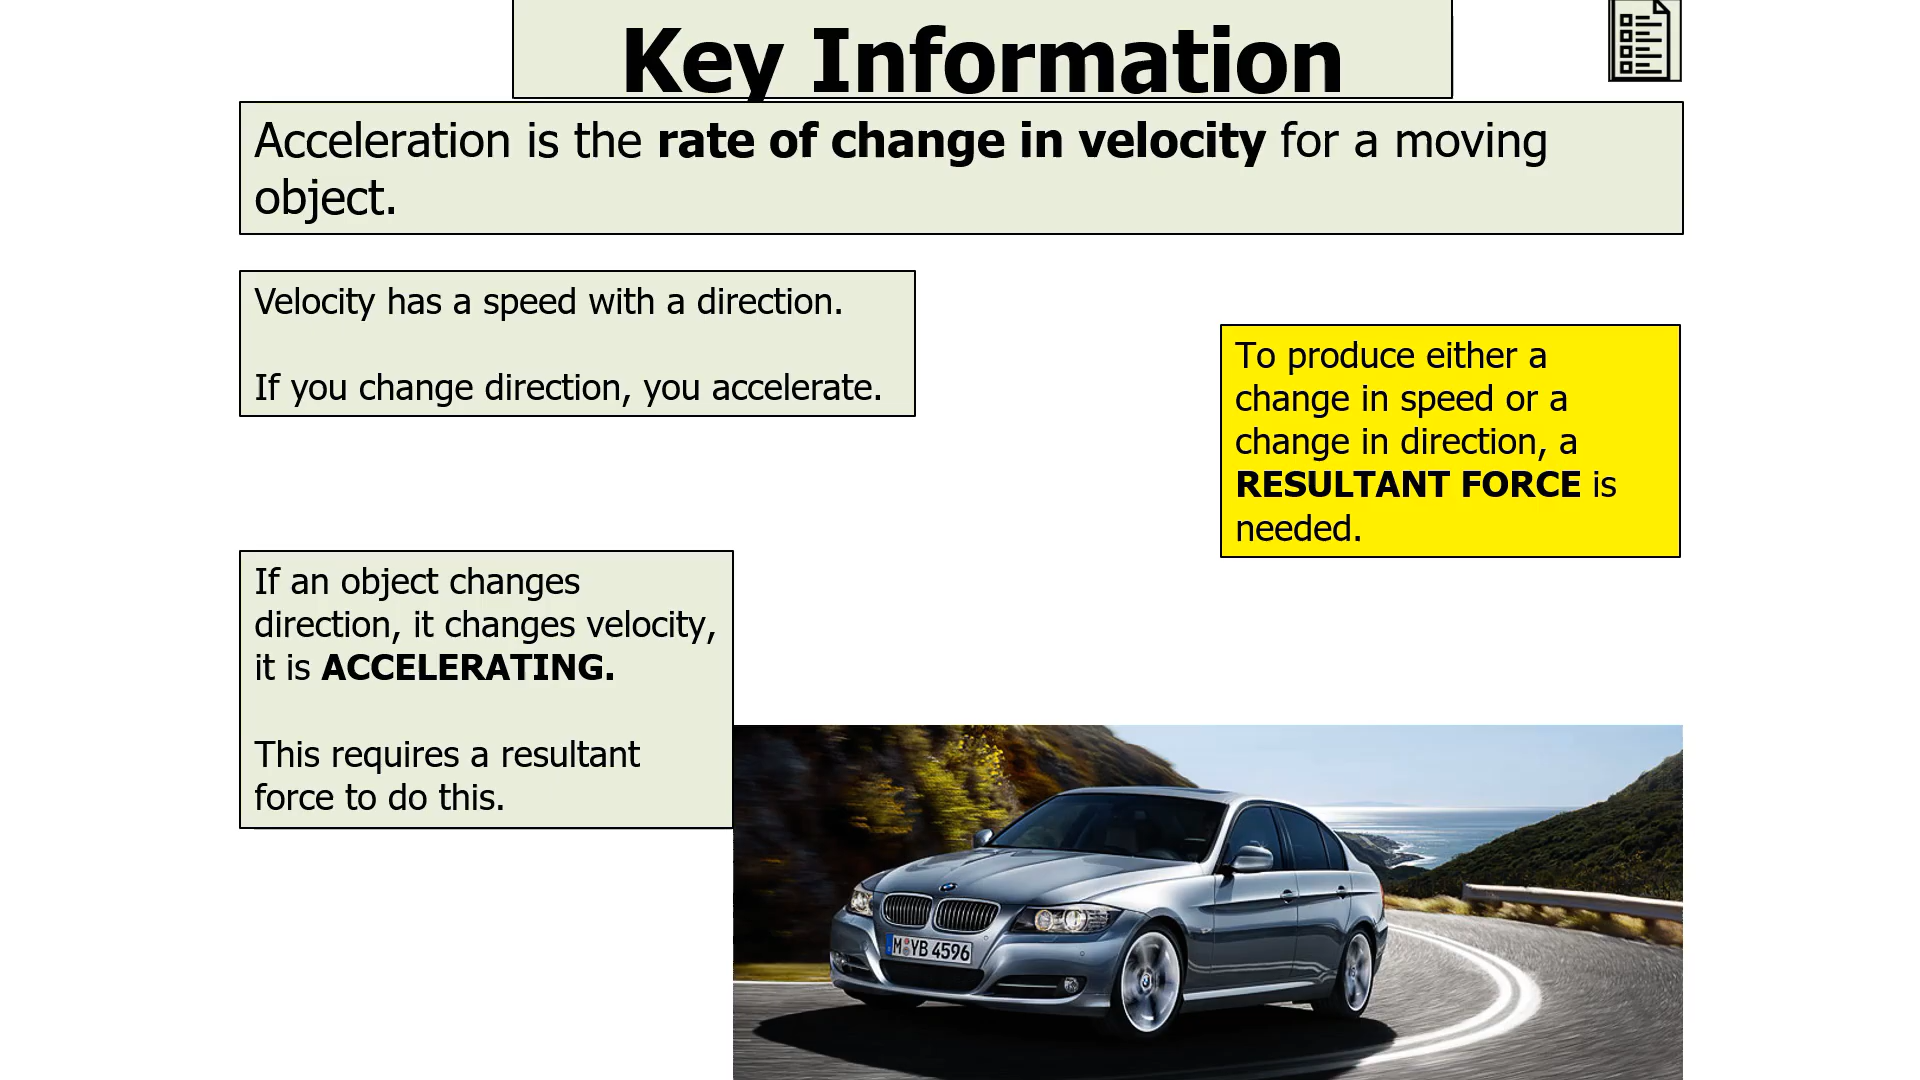 Key Information
Acceleration is the rate of change in velocity for a moving
object.
Velocity has a speed with a direction.
If you change direction, you accelerate.
To produce either a
change in speed or a
change in direction, a
RESULTANT FORCE is
needed.
If an object changes
direction, it changes velocity,
it is ACCELERATING.
This requires a resultant
force to do this.
M YB 4596